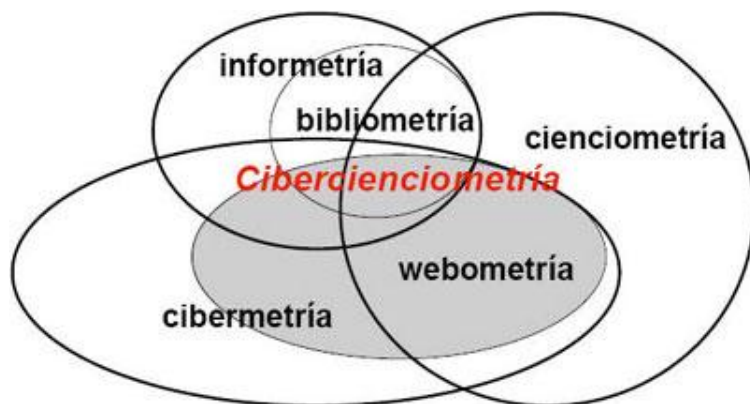 informetría
bibliometría
cienciometría
Cibercienciometría
webometría
cibermetría